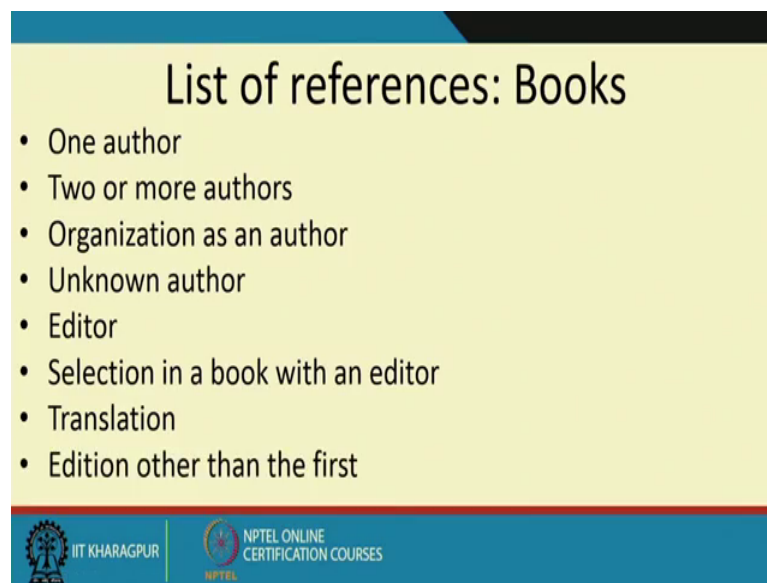 List of references: Books
• One author
• Two or more authors
• Organization as an author
• Unknown author
• Editor
• Selection in a book with an editor
• Translation
• Edition other than the first
IIT KHARAGPUR
NPTEL ONLINE
CERTIFICATION COURSES
NPTEL